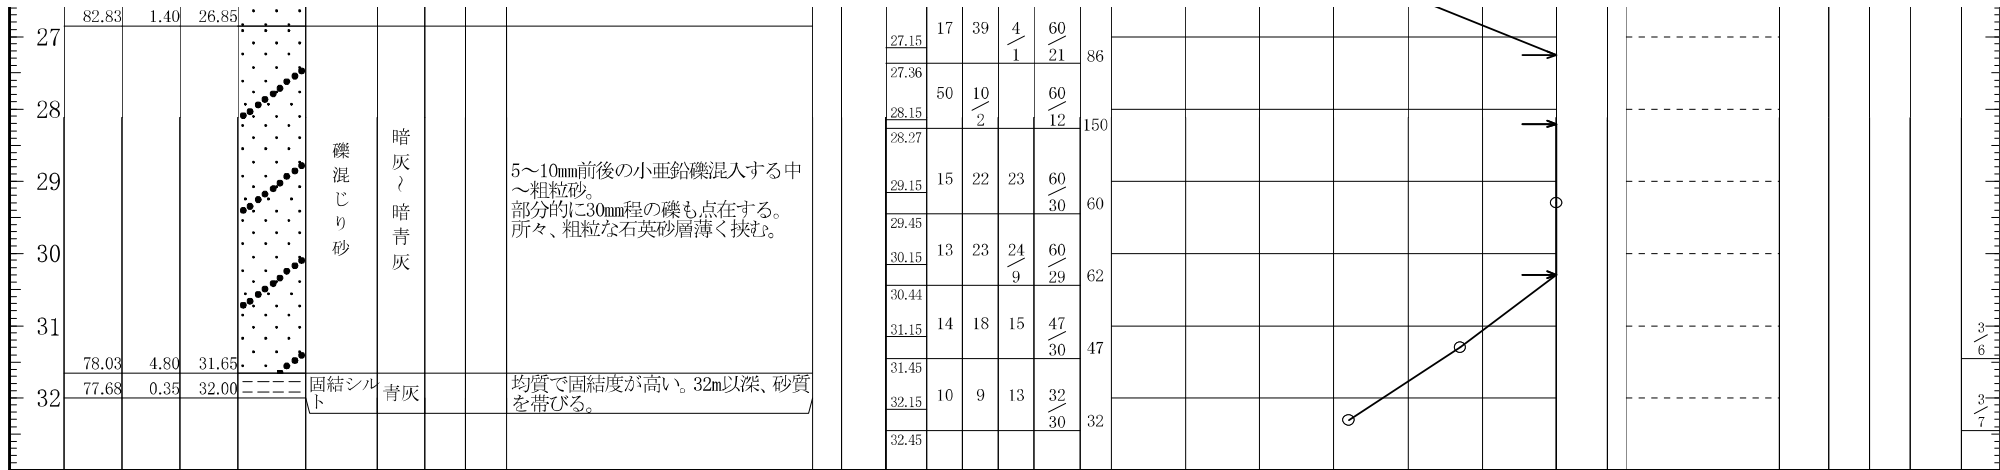 82.83 1.40 26.85
27
28
29
30
31
78.03 4.80 31.65
77.68 0.35 32.00
32
礫混じり砂
暗灰～暗青灰
5～10mm前後の小亜鉛礫混入する中
～粗粒砂。
部分的に30mm程の礫も点在する。
所々、粗粒な石英砂層薄く挟む。
固結シル
ト
青灰
均質で固結度が高い。32m以深、砂質
を帯びる。
17 39 4/1 60/21
27.15
86
27.36
50 10/2 60/12
28.15
150
28.27
15 22 23 60/30
29.15
60
29.45
13 23 24/9 60/29
30.15
62
30.44
14 18 15 47/30
31.15
47
31.45
10 9 13 32/30
32.15
32
32.45
3/6
3/7